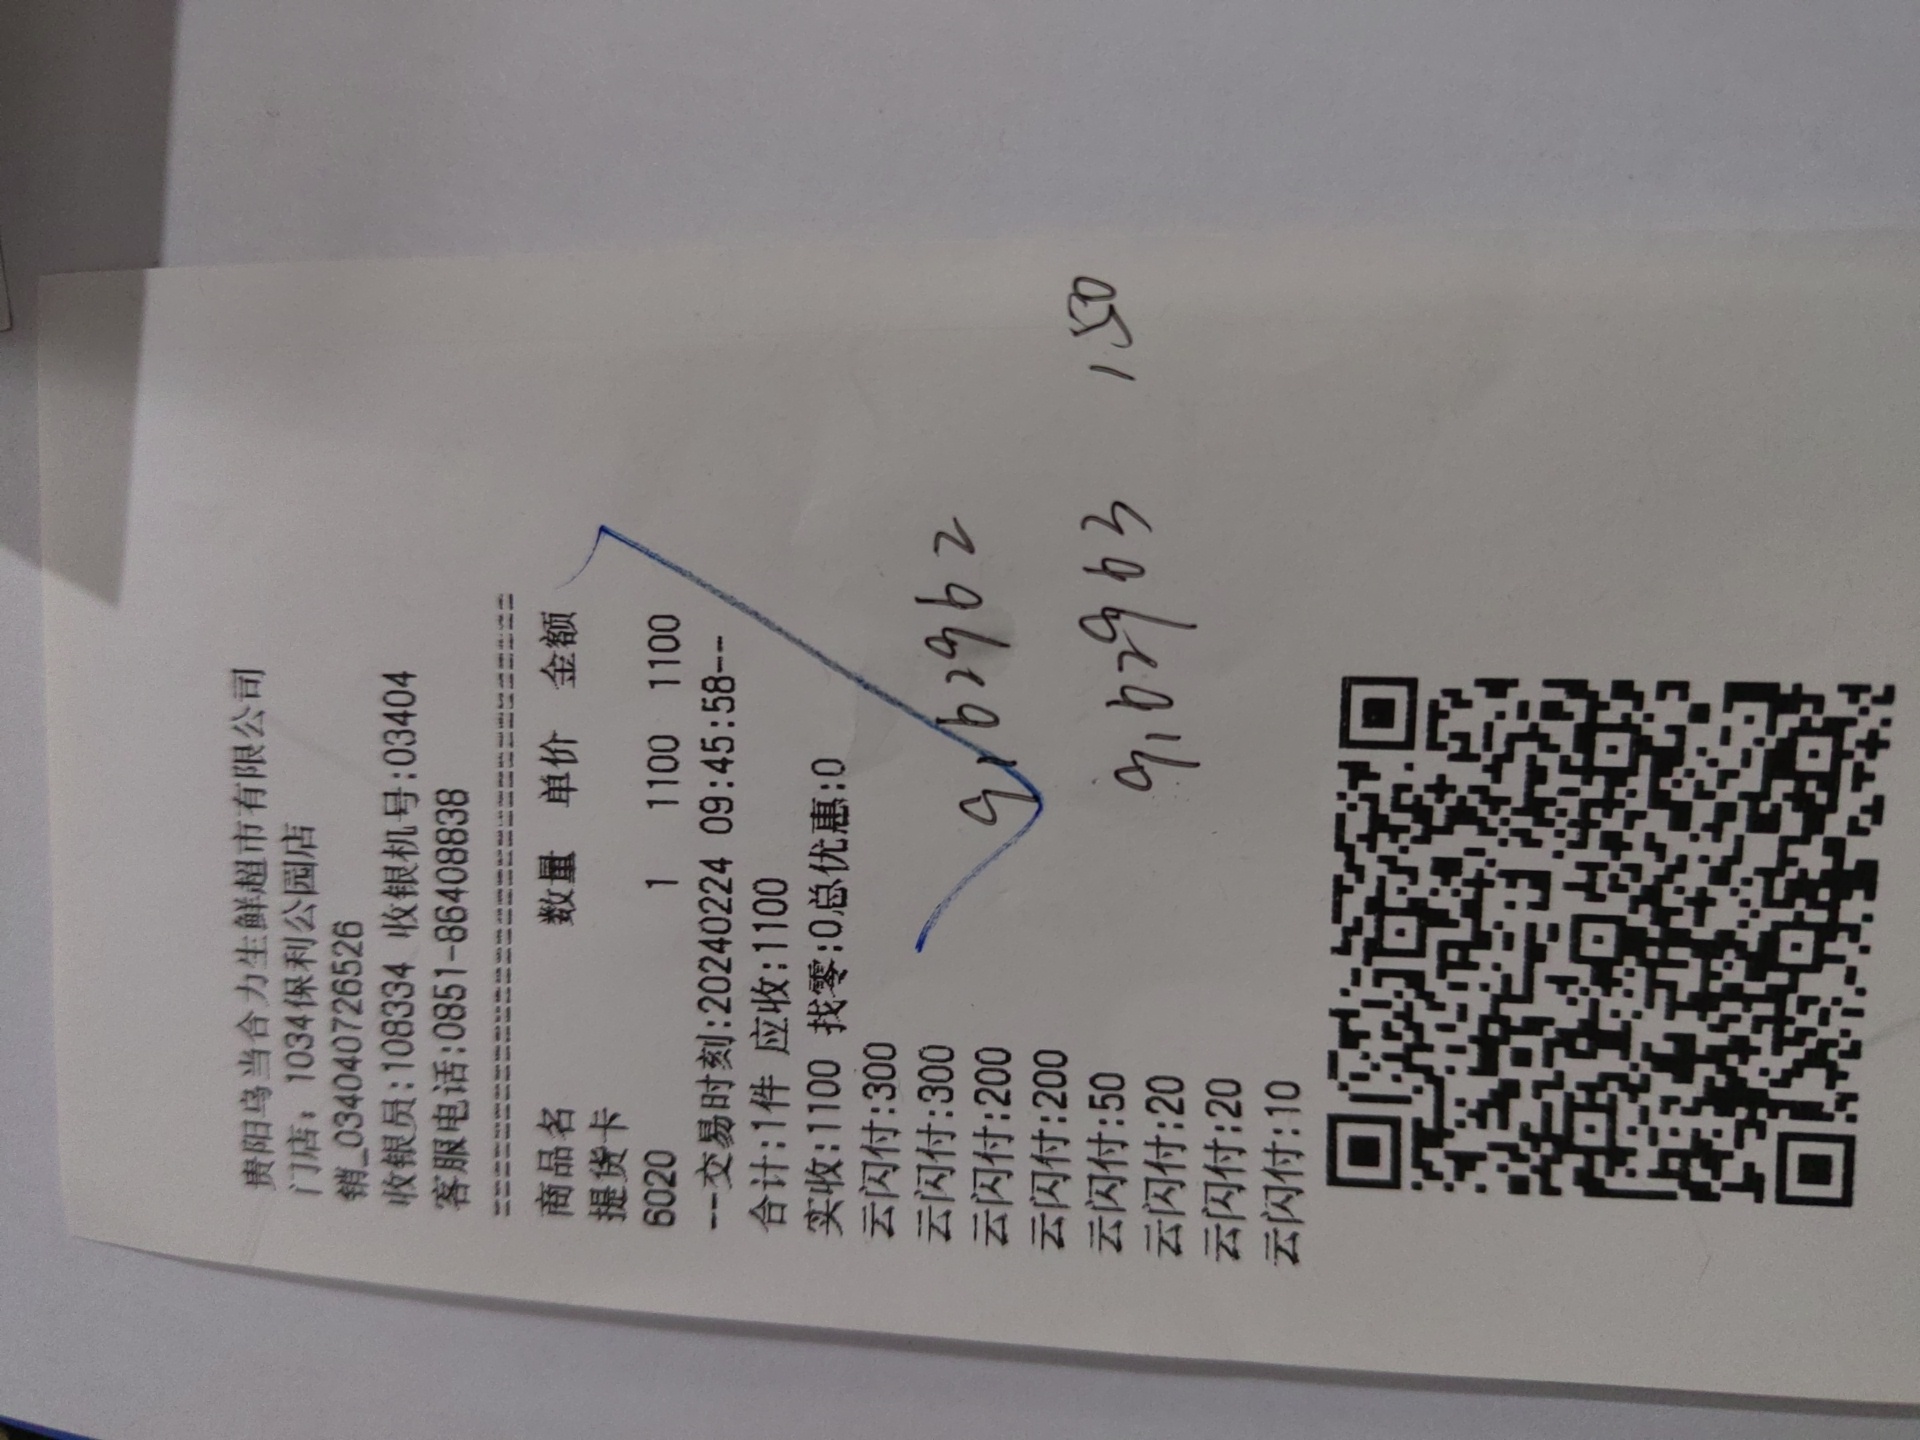 贵阳乌当合力生鲜超市有限公司
门店: 1034保利公园店
销_03404072652​6
收银员:108334 收银机号:03404
客服电话:0851-86408838
商品名 数量 单价 金额
提货卡
6020 1 1100 1100
---交易时刻:20240224 09:45:58---
合计:1件 应收:1100
实收:1100 找零:0总优惠:0
云闪付:300
云闪付:300
云闪付:200
云闪付:200
云闪付:50
云闪付:20
云闪付:20
云闪付:10